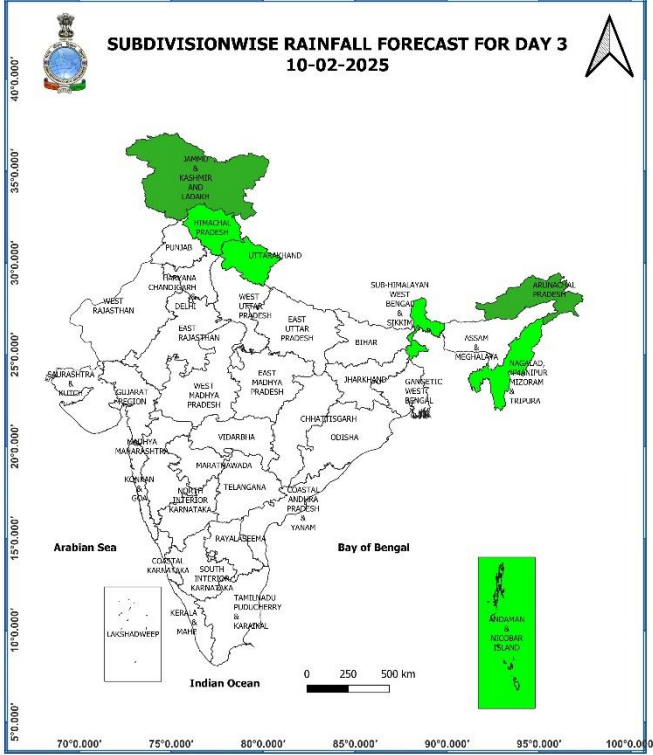 SUBDIVISIONWISE RAINFALL FORECAST FOR DAY 3
10-02-2025
40°0.000'
35°0.000'
30°0.000'
25°0.000'
20°0.000'
15°0.000'
10°0.000'
5°0.000'
JAMMU
&
KASHMIR
AND
LADAKH
HIMACHAL
PRADESH
PUNJAB
UTTARAKHAND
HARYANA
CHANDIGARH
&
DELHI
WEST
RAJASTHAN
WEST
UTTAR
PRADESH
EAST
RAJASTHAN
EAST
UTTAR
PRADESH
SUB-HIMALAYAN
WEST
BENGAL
&
SIKKIM
ARUNACHAL
PRADESH
BIHAR
ASSAM
&
MEGHALAYA
NAGALAD,
MANIPUR
MIZORAM
&
TRIPURA
SAURASHTRA
&
KUTCH
GUJARAT
REGION
WEST
MADHYA
PRADESH
EAST
MADHYA
PRADESH
JHARKHAND
GANGETIC
WEST
BENGAL
CHHATTISGARH
ODISHA
VIDARBHA
MADHYA
MAHARASHTRA
MARATHAWADA
TELANGANA
KONKAN
&
GOA
NORTH
INTERIOR
KARNATAKA
COASTAL
ANDHRA
PRADESH
&
YANAM
RAYALASEEMA
Arabian Sea
Bay of Bengal
COASTAL
KARNATAKA
SOUTH
INTERIOR
KARNATAKA
TAMILNADU
PUDUCHERRY
&
KARAIKAL
KERALA
&
MAHE
LAKSHADWEEP
ANDAMAN
&
NICOBAR
ISLAND
Indian Ocean
0 250 500 km
70°0.000' 75°0.000' 80°0.000' 85°0.000' 90°0.000' 95°0.000' 100°0.000'